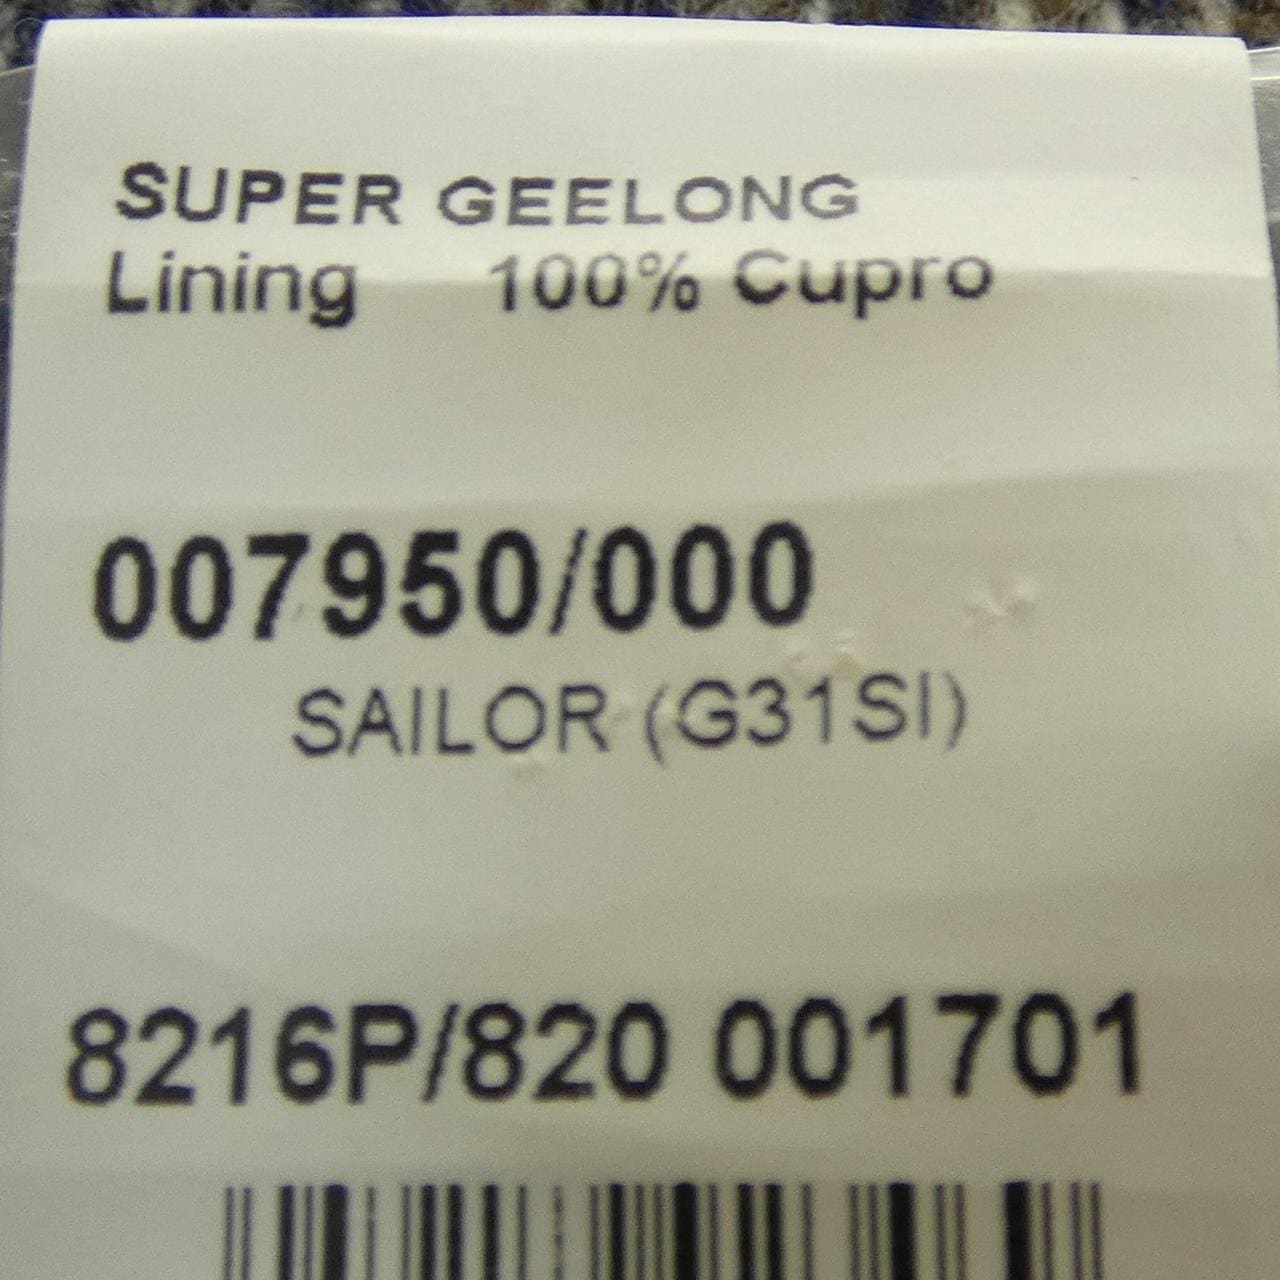 SUPER GEELONG
Lining 100% Cupro
007950/000
SAILOR (G31SI)
8216P/820 001701